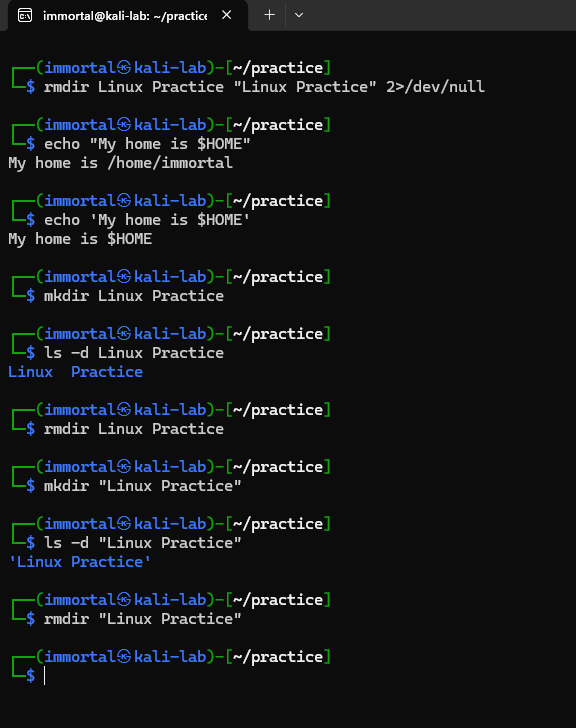 immortal@kali-lab: ~/practice
┌──(immortal㉿kali-lab)-[~/practice]
└─$ rmdir Linux Practice "Linux Practice" 2>/dev/null
┌──(immortal㉿kali-lab)-[~/practice]
└─$ echo "My home is $HOME"
My home is /home/immortal
┌──(immortal㉿kali-lab)-[~/practice]
└─$ echo 'My home is $HOME'
My home is $HOME
┌──(immortal㉿kali-lab)-[~/practice]
└─$ mkdir Linux Practice
┌──(immortal㉿kali-lab)-[~/practice]
└─$ ls -d Linux Practice
Linux  Practice
┌──(immortal㉿kali-lab)-[~/practice]
└─$ rmdir Linux Practice
┌──(immortal㉿kali-lab)-[~/practice]
└─$ mkdir "Linux Practice"
┌──(immortal㉿kali-lab)-[~/practice]
└─$ ls -d "Linux Practice"
'Linux Practice'
┌──(immortal㉿kali-lab)-[~/practice]
└─$ rmdir "Linux Practice"
┌──(immortal㉿kali-lab)-[~/practice]
└─$